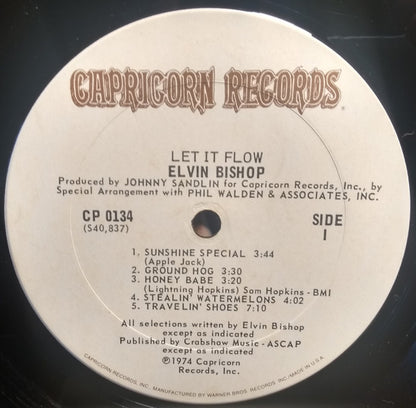 CAPRICORN RECORDS
LET IT FLOW
ELVIN BISHOP
Produced by JOHNNY SANDLIN for Capricorn Records, Inc., by
Special Arrangement with PHIL WALDEN & ASSOCIATES, INC.
CP 0134
(S40,837)
SIDE
1
1. SUNSHINE SPECIAL 3:44
(Apple Jack)
2. GROUND HOG 3:30
3. HONEY BABE 3:20
(Lightning Hopkins) Sam Hopkins - BMI
4. STEALIN' WATERMELONS 4:02
5. TRAVELIN' SHOES 7:10
All selections written by Elvin Bishop
except as indicated
Published by Crabshaw Music - ASCAP
except as indicated
℗1974 Capricorn
Records, Inc.
CAPRICORN RECORDS, INC. MANUFACTURED BY WARNER BROS. RECORDS INC./MADE IN U.S.A.